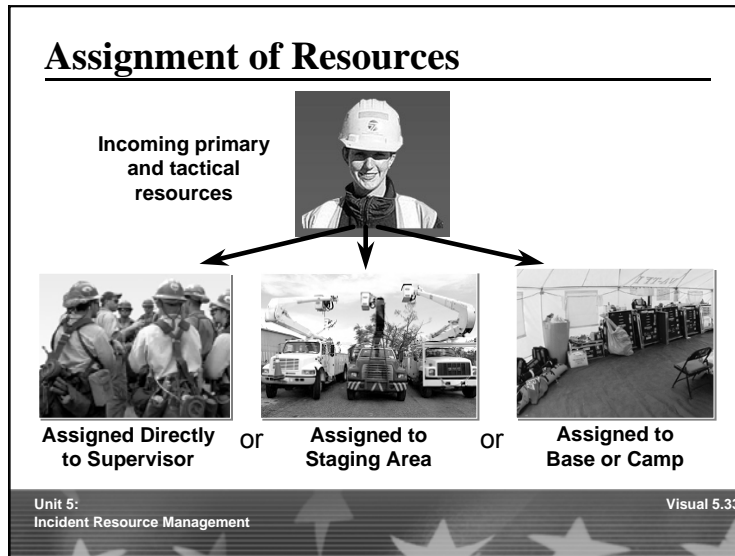 Assignment of Resources
Incoming primary
and tactical
resources
Assigned Directly
to Supervisor
or
Assigned to
Staging Area
or
Assigned to
Base or Camp
Unit 5:
Incident Resource Management
Visual 5.33